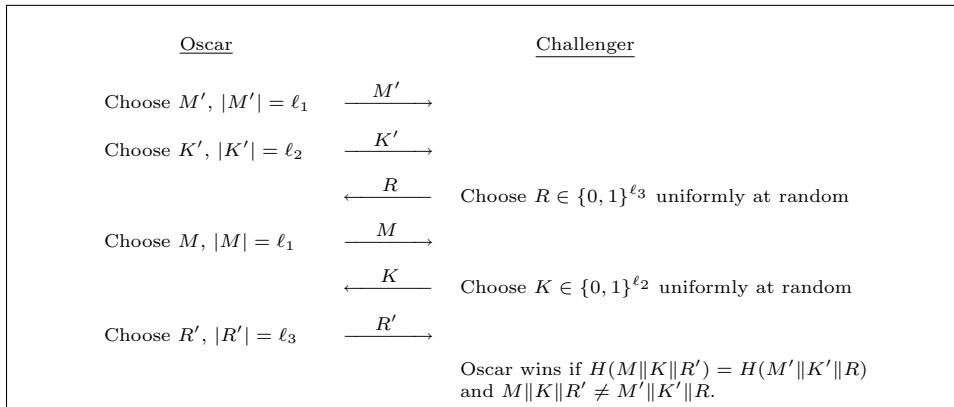 Oscar Challenger
Choose M′, |M′| = ℓ₁ M′
Choose K′, |K′| = ℓ₂ K′
R Choose R ∈ {0, 1}^ℓ₃ uniformly at random
Choose M, |M| = ℓ₁ M
K Choose K ∈ {0, 1}^ℓ₂ uniformly at random
Choose R′, |R′| = ℓ₃ R′
Oscar wins if H(M‖K‖R′) = H(M′‖K′‖R)
and M‖K‖R′ ≠ M′‖K′‖R.